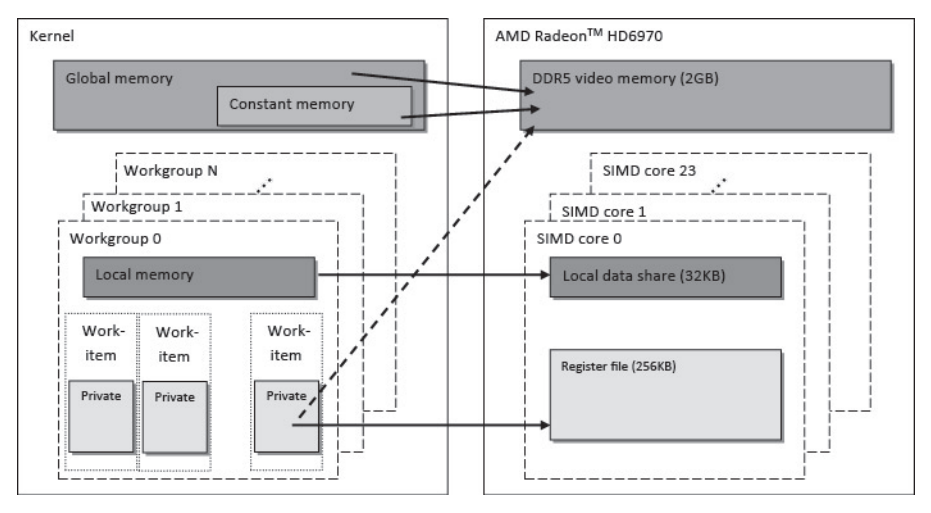 Kernel
Global memory
Constant memory
Workgroup N
Workgroup 1
Workgroup 0
Local memory
Work-
item
Work-
item
Work-
item
Private
Private
Private
AMD Radeon™ HD6970
DDR5 video memory (2GB)
SIMD core 23
SIMD core 1
SIMD core 0
Local data share (32KB)
Register file (256KB)